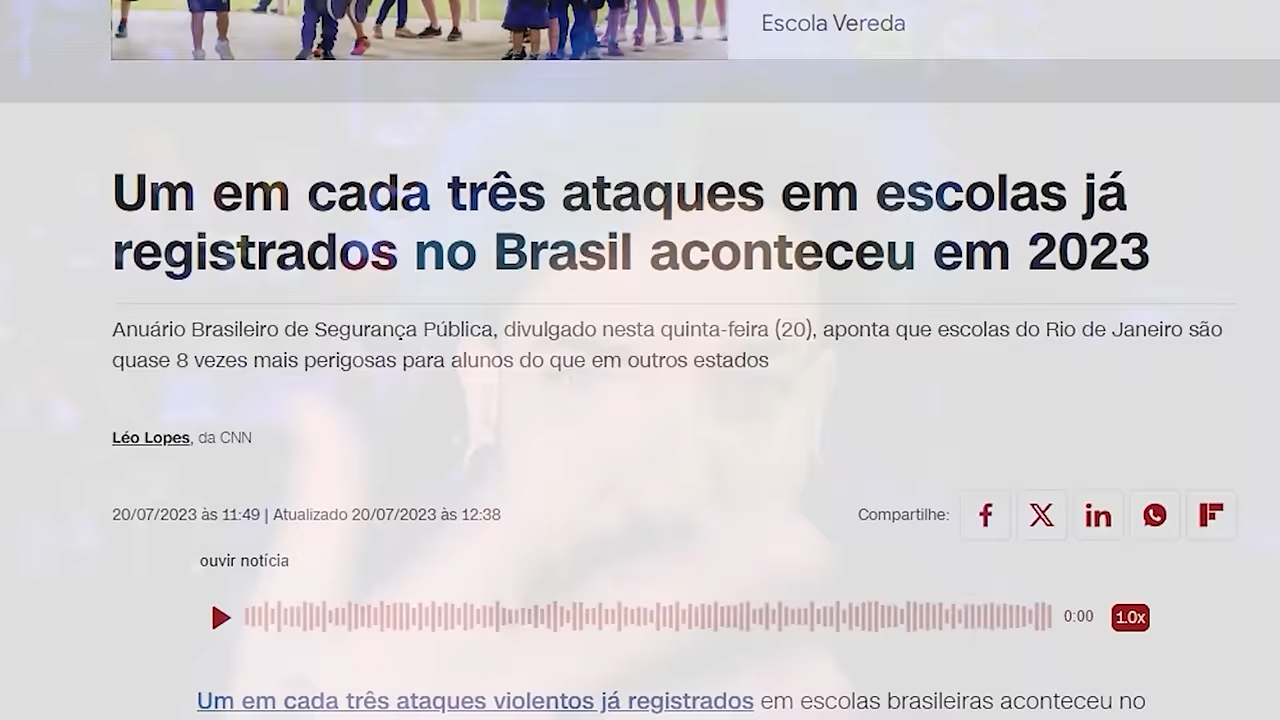 Escola Vereda
Um em cada três ataques em escolas já
registrados no Brasil aconteceu em 2023
Anuário Brasileiro de Segurança Pública, divulgado nesta quinta-feira (20), aponta que escolas do Rio de Janeiro são
quase 8 vezes mais perigosas para alunos do que em outros estados
Léo Lopes, da CNN
20/07/2023 às 11:49 | Atualizado 20/07/2023 às 12:38
Compartilhe:
ouvir notícia
0:00
1.0x
Um em cada três ataques violentos já registrados em escolas brasileiras aconteceu no